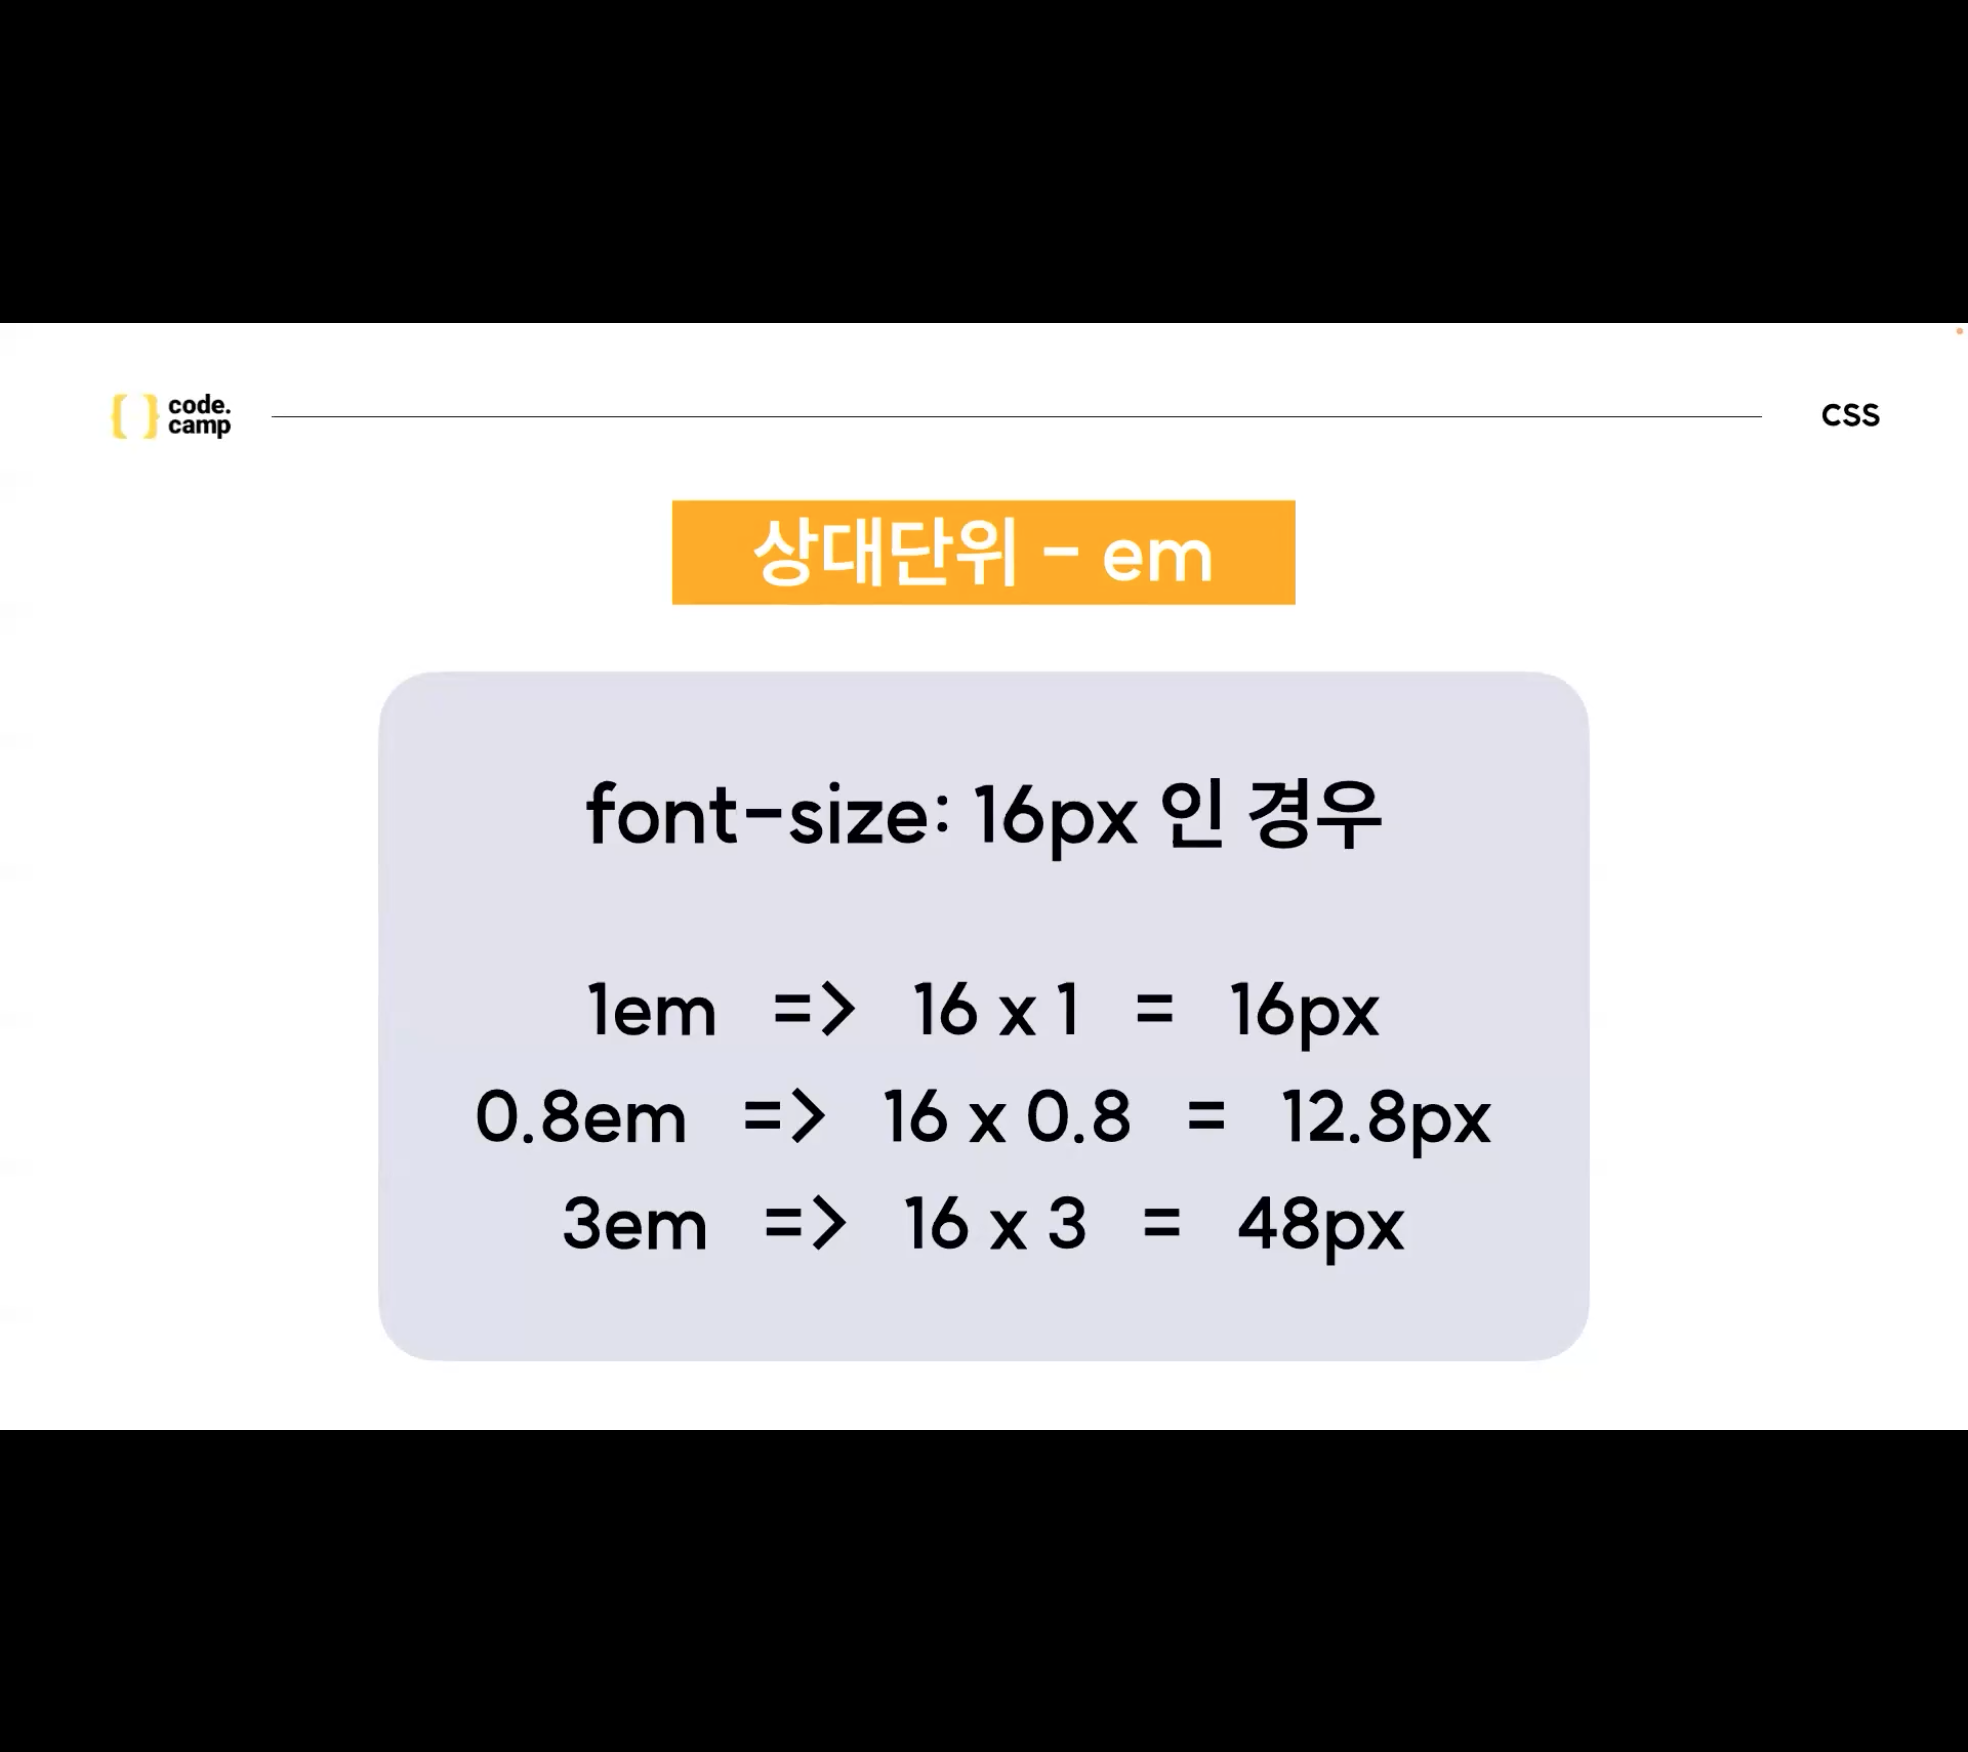 code.
camp
CSS
상대단위 - em
font-size: 16px 인 경우
1em => 16 x 1 = 16px
0.8em => 16 x 0.8 = 12.8px
3em => 16 x 3 = 48px